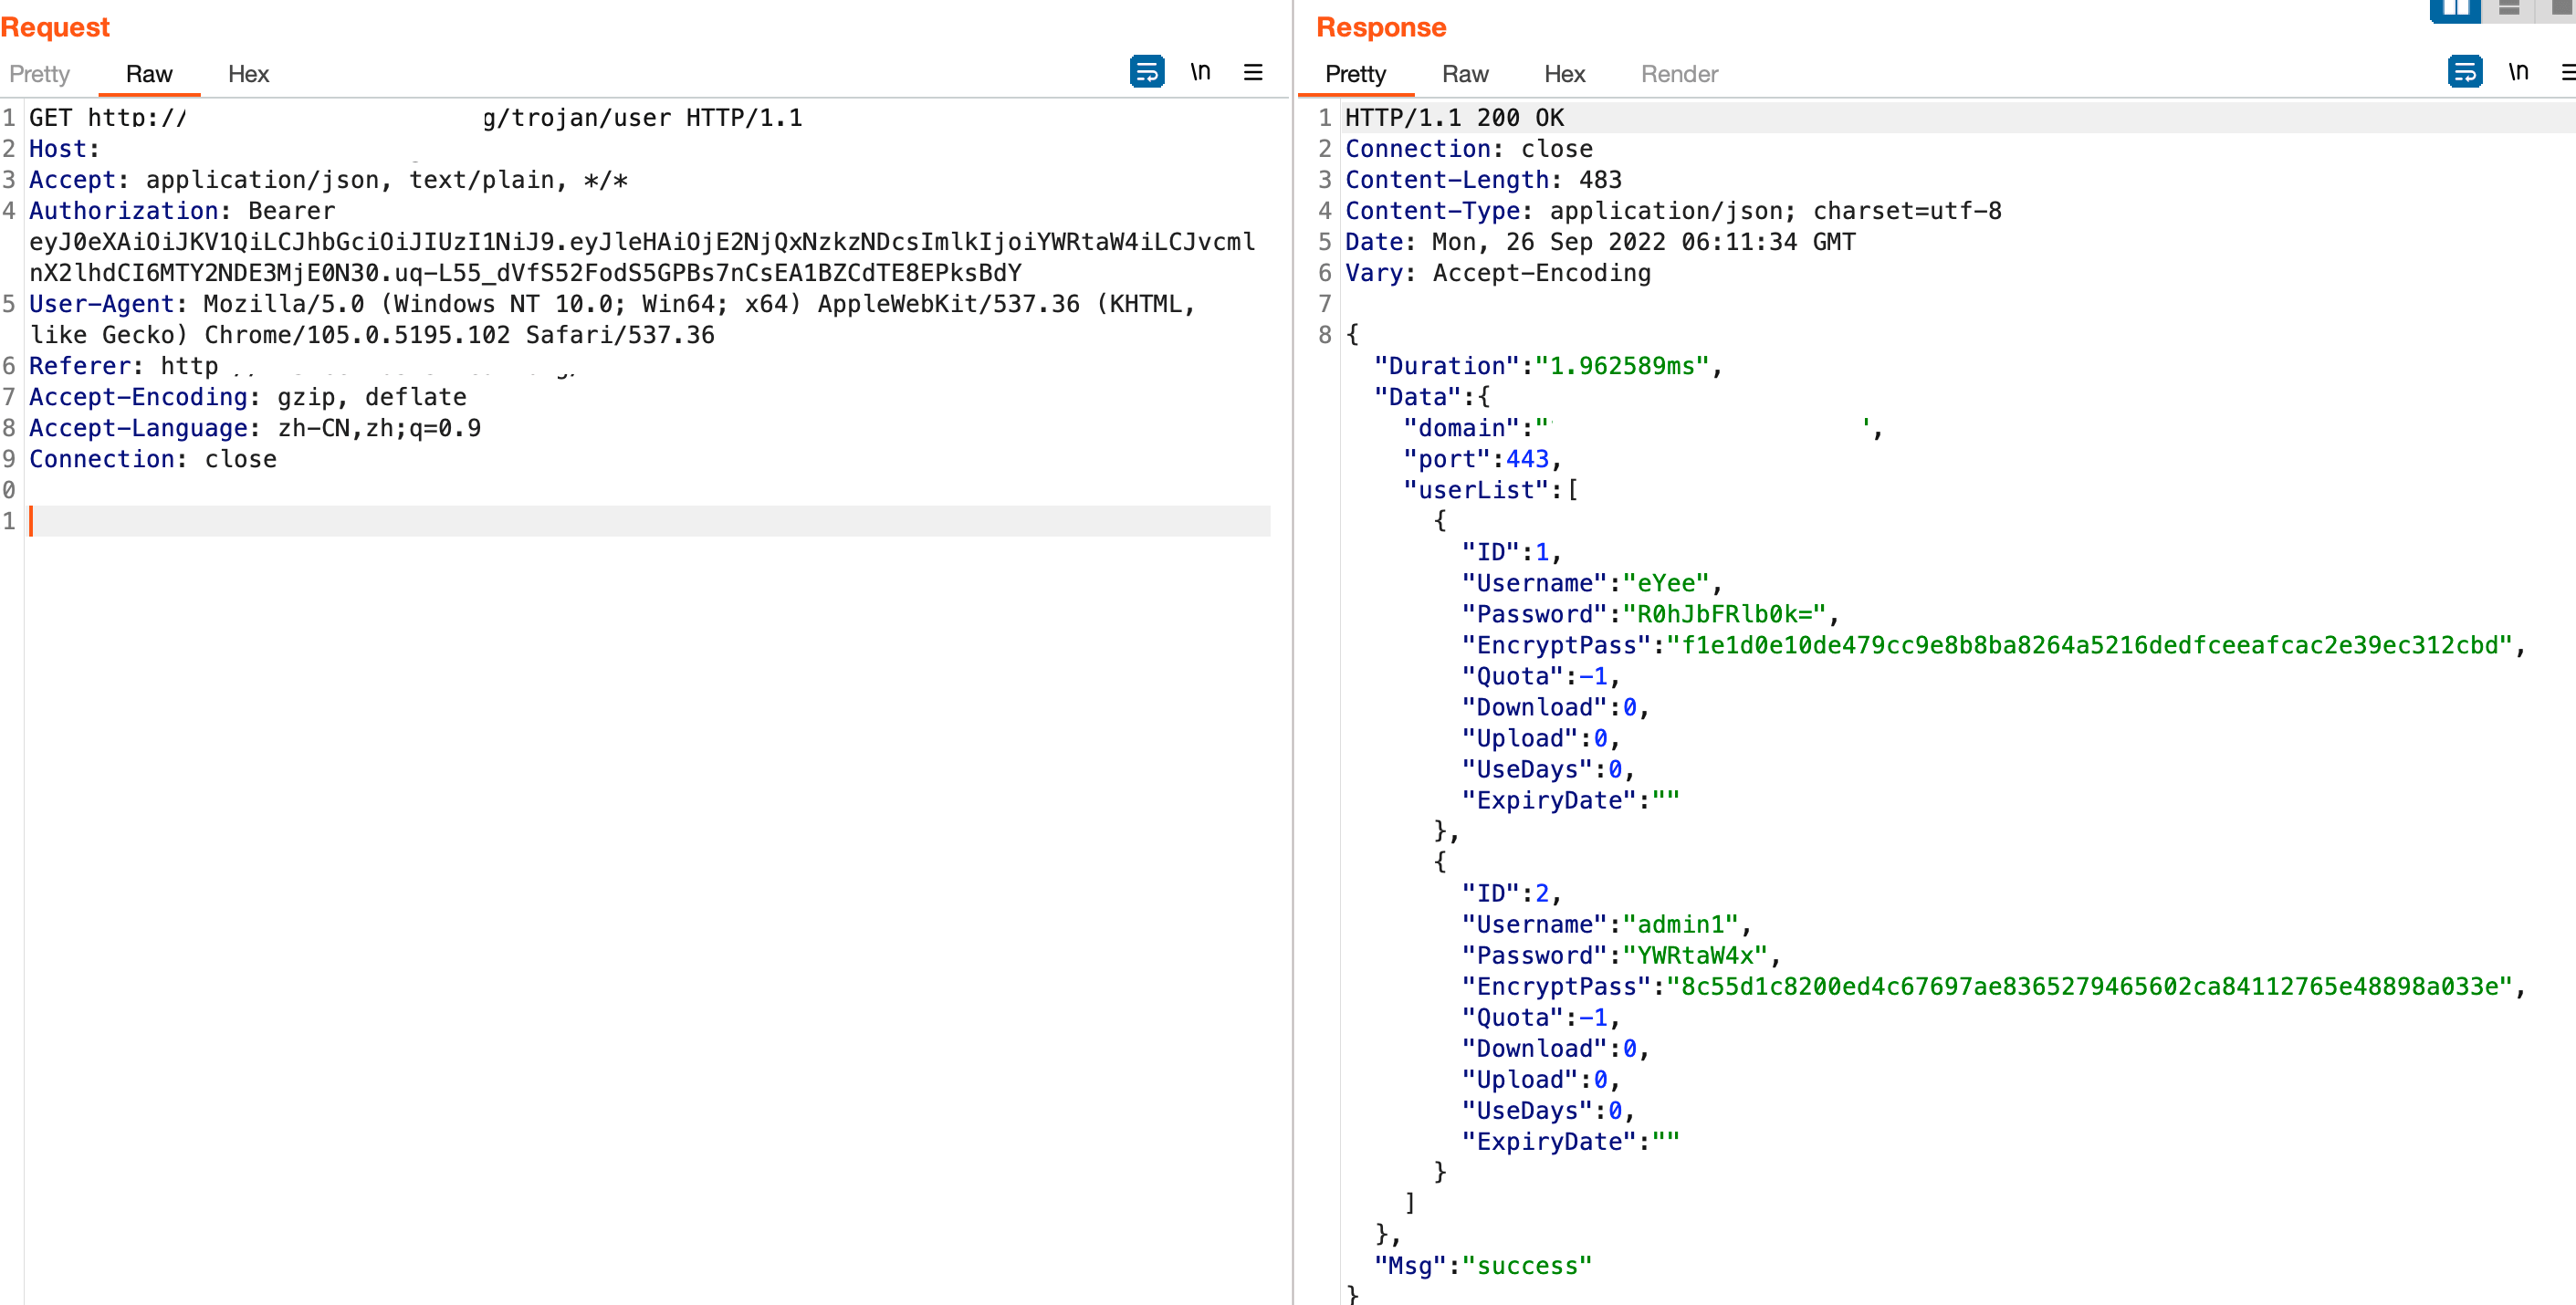 Request
Pretty Raw Hex
\n
1 GET http://
g/trojan/user HTTP/1.1
2 Host:
3 Accept: application/json, text/plain, */*
4 Authorization: Bearer
eyJ0eXAiOiJKV1QiLCJhbGciOiJIUzI1NiJ9.eyJleHAiOjE2NjQxNzkzNDcsImlkIjoiYWRtaW4iLCJvcml
nX2lhdCI6MTY2NDE3MjE0N30.uq-L55_dVfS52FodS5GPBs7nCsEA1BZCdTE8EPksBdY
5 User-Agent: Mozilla/5.0 (Windows NT 10.0; Win64; x64) AppleWebKit/537.36 (KHTML,
like Gecko) Chrome/105.0.5195.102 Safari/537.36
6 Referer: http
7 Accept-Encoding: gzip, deflate
8 Accept-Language: zh-CN,zh;q=0.9
9 Connection: close
0
1
Response
Pretty Raw Hex Render
\n
1 HTTP/1.1 200 OK
2 Connection: close
3 Content-Length: 483
4 Content-Type: application/json; charset=utf-8
5 Date: Mon, 26 Sep 2022 06:11:34 GMT
6 Vary: Accept-Encoding
7
8 {
"Duration":"1.962589ms",
"Data":{
"domain":" ',
"port":443,
"userList":[
{
"ID":1,
"Username":"eYee",
"Password":"R0hJbFRlb0k=",
"EncryptPass":"f1e1d0e10de479cc9e8b8ba8264a5216dedfceeafcac2e39ec312cbd",
"Quota":-1,
"Download":0,
"Upload":0,
"UseDays":0,
"ExpiryDate":""
},
{
"ID":2,
"Username":"admin1",
"Password":"YWRtaW4x",
"EncryptPass":"8c55d1c8200ed4c67697ae8365279465602ca84112765e48898a033e",
"Quota":-1,
"Download":0,
"Upload":0,
"UseDays":0,
"ExpiryDate":""
}
]
},
"Msg":"success"
}